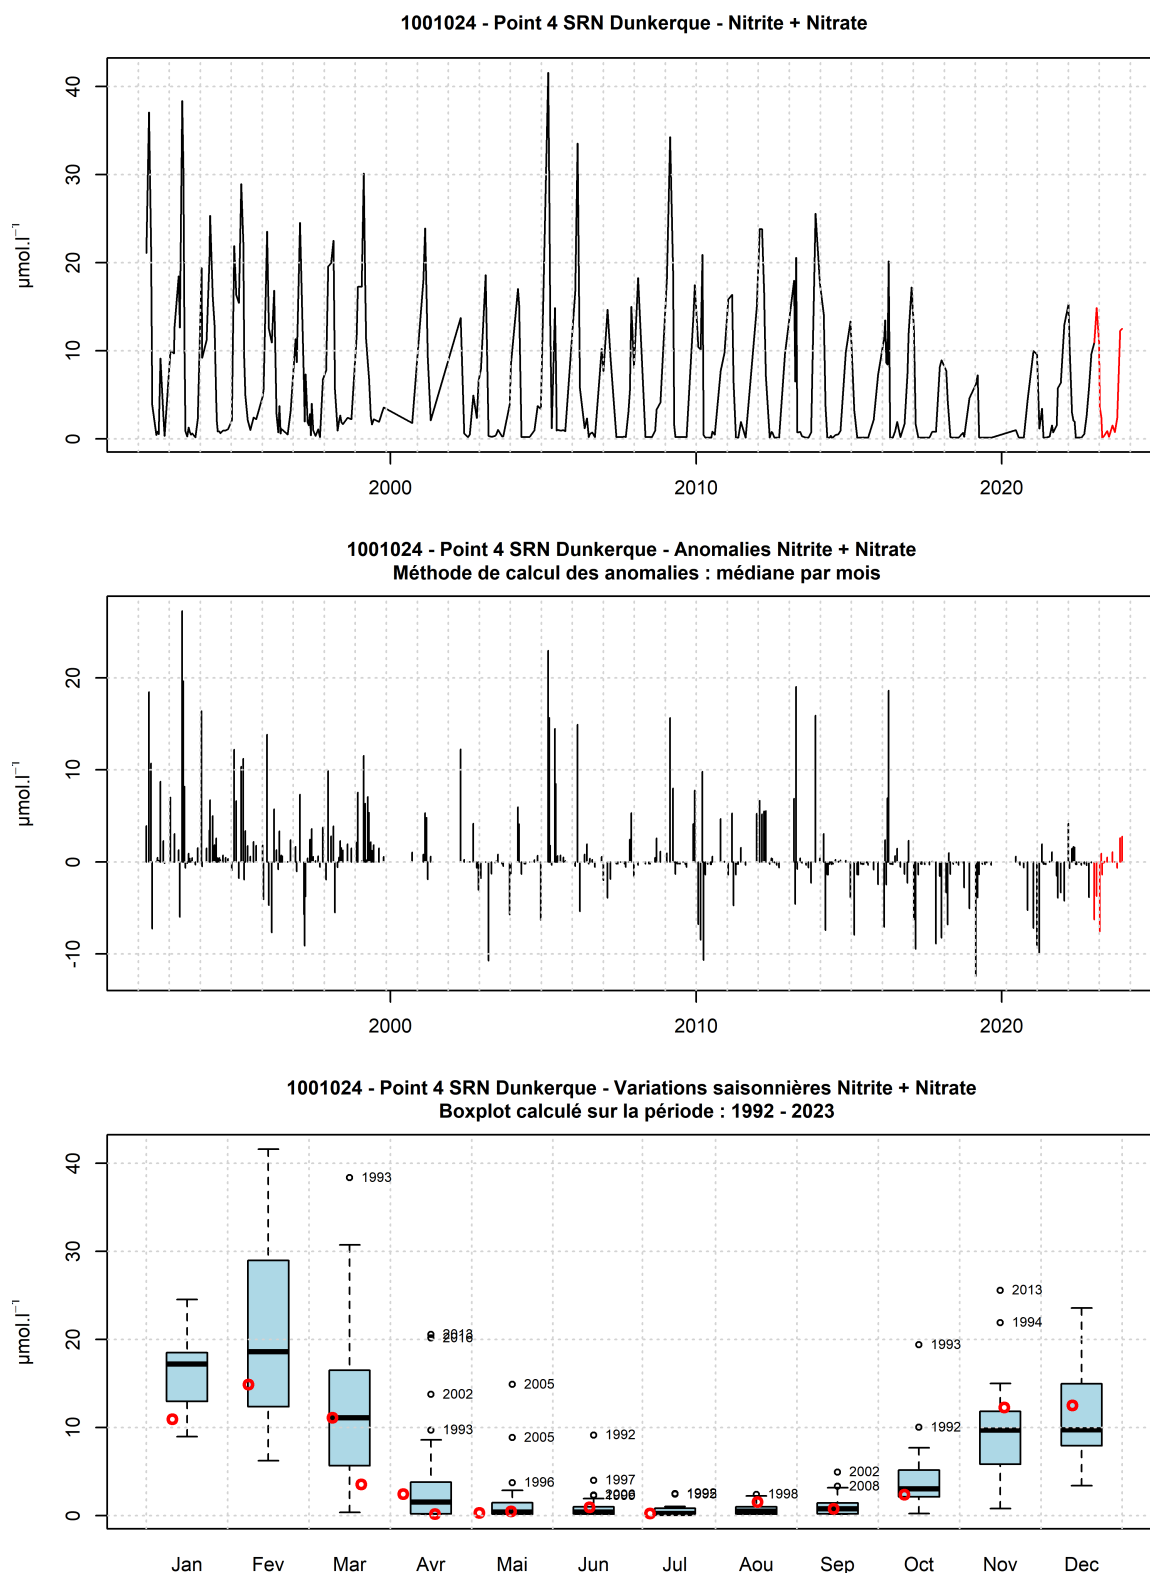 1001024 - Point 4 SRN Dunkerque - Nitrite + Nitrate
40
30
20
10
0
µmol.l⁻¹
2000 2010 2020
1001024 - Point 4 SRN Dunkerque - Anomalies Nitrite + Nitrate
Méthode de calcul des anomalies : médiane par mois
20
10
0
-10
µmol.l⁻¹
2000 2010 2020
1001024 - Point 4 SRN Dunkerque - Variations saisonnières Nitrite + Nitrate
Boxplot calculé sur la période : 1992 - 2023
40
30
20
10
0
µmol.l⁻¹
1993
2013
2002
1993
2005
2005
1996
1992
1997
1998
2002
2008
1993
1992
2013
1994
Jan Fev Mar Avr Mai Jun Jul Aou Sep Oct Nov Dec